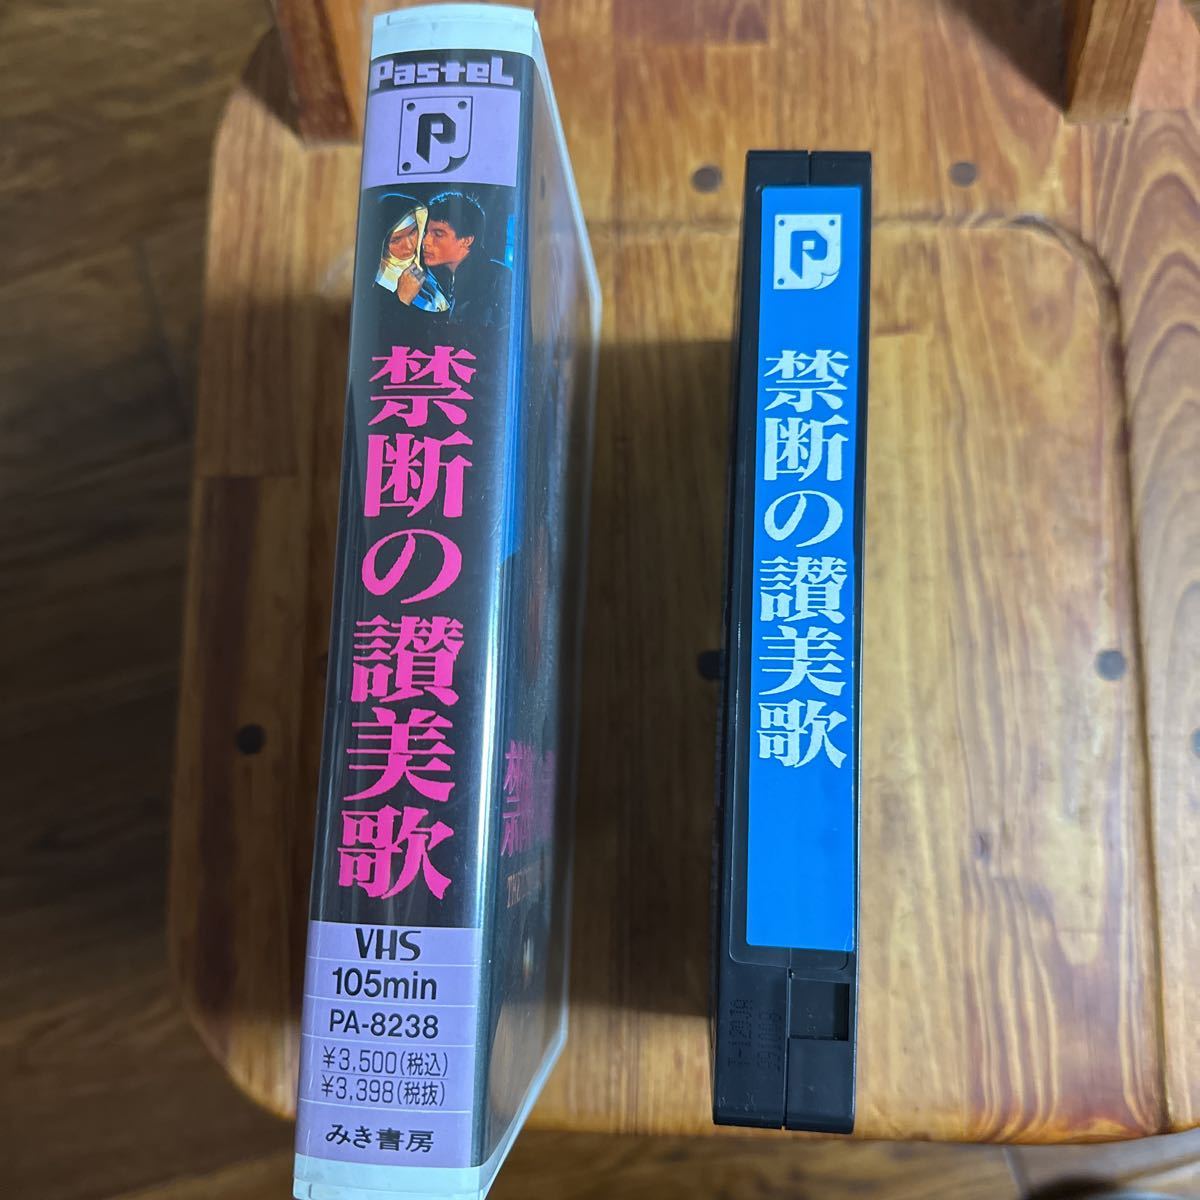 PasteL
P
禁断の讃美歌
VHS
105min
PA-8238
¥3,500(税込)
¥3,398(税抜)
みき書房
THE
P
禁断の讃美歌